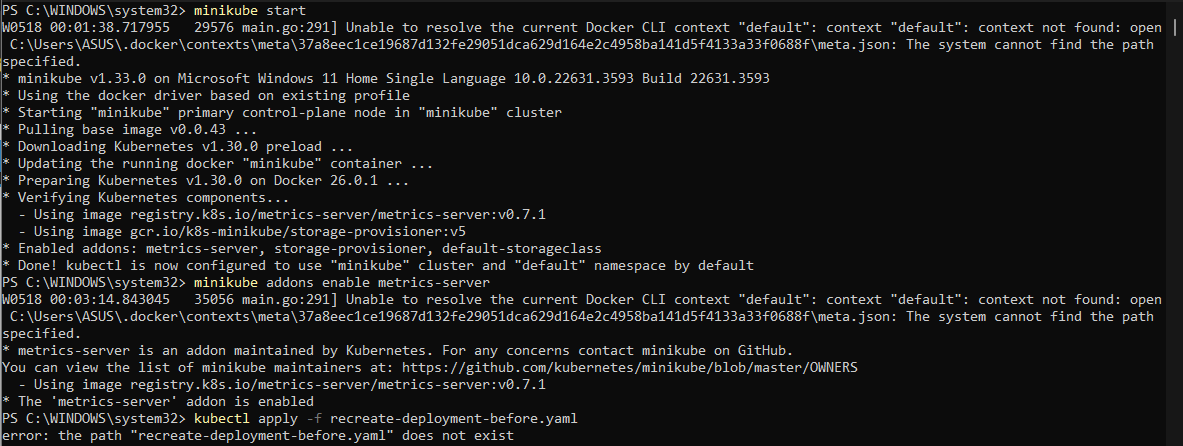 PS C:\WINDOWS\system32> minikube start
W0518 00:01:38.717955   29576 main.go:291] Unable to resolve the current Docker CLI context "default": context "default": context not found: open
 C:\Users\ASUS\.docker\contexts\meta\37a8eec1ce19687d132fe29051dca629d164e2c4958ba141d5f4133a33f0688f\meta.json: The system cannot find the path
specified.
* minikube v1.33.0 on Microsoft Windows 11 Home Single Language 10.0.22631.3593 Build 22631.3593
* Using the docker driver based on existing profile
* Starting "minikube" primary control-plane node in "minikube" cluster
* Pulling base image v0.0.43 ...
* Downloading Kubernetes v1.30.0 preload ...
* Updating the running docker "minikube" container ...
* Preparing Kubernetes v1.30.0 on Docker 26.0.1 ...
* Verifying Kubernetes components...
  - Using image registry.k8s.io/metrics-server/metrics-server:v0.7.1
  - Using image gcr.io/k8s-minikube/storage-provisioner:v5
* Enabled addons: metrics-server, storage-provisioner, default-storageclass
* Done! kubectl is now configured to use "minikube" cluster and "default" namespace by default
PS C:\WINDOWS\system32> minikube addons enable metrics-server
W0518 00:03:14.843045   35056 main.go:291] Unable to resolve the current Docker CLI context "default": context "default": context not found: open
 C:\Users\ASUS\.docker\contexts\meta\37a8eec1ce19687d132fe29051dca629d164e2c4958ba141d5f4133a33f0688f\meta.json: The system cannot find the path
specified.
* metrics-server is an addon maintained by Kubernetes. For any concerns contact minikube on GitHub.
You can view the list of minikube maintainers at: https://github.com/kubernetes/minikube/blob/master/OWNERS
  - Using image registry.k8s.io/metrics-server/metrics-server:v0.7.1
* The 'metrics-server' addon is enabled
PS C:\WINDOWS\system32> kubectl apply -f recreate-deployment-before.yaml
error: the path "recreate-deployment-before.yaml" does not exist